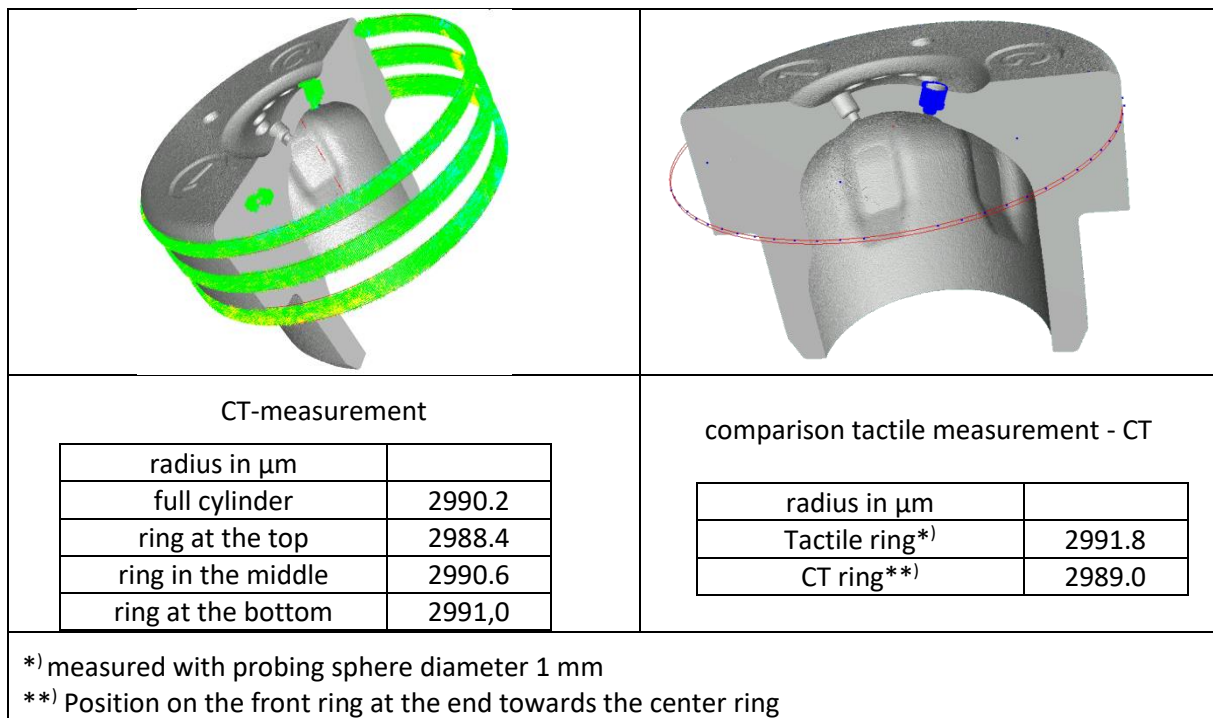 CT-measurement
radius in µm
full cylinder 2990.2
ring at the top 2988.4
ring in the middle 2990.6
ring at the bottom 2991,0
comparison tactile measurement - CT
radius in µm
Tactile ring*) 2991.8
CT ring**) 2989.0
*) measured with probing sphere diameter 1 mm
**) Position on the front ring at the end towards the center ring